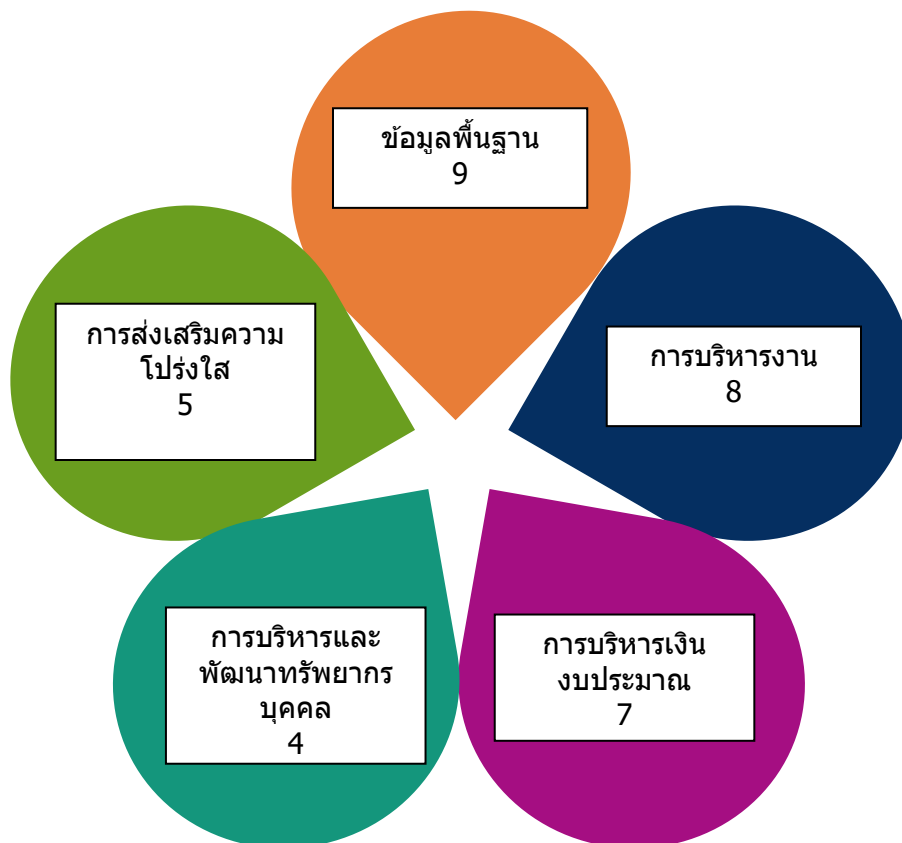 ข้อมูลพื้นฐาน
9
การบริหารงาน
8
การบริหารเงิน
งบประมาณ
7
การบริหารและ
พัฒนาทรัพยากร
บุคคล
4
การส่งเสริมความ
โปร่งใส
5